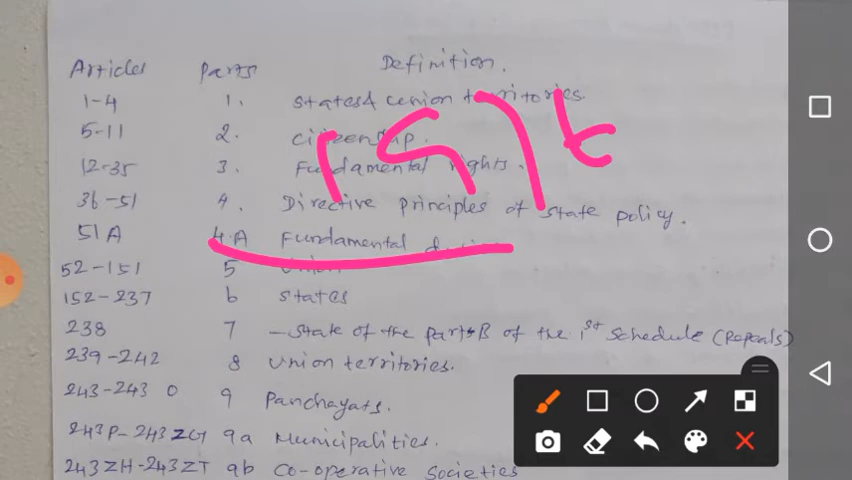 Articles Parts Definition.
1-4 1. States & union territories
5-11 2. citizenship.
12-35 3. Fundamental rights.
36-51 4. Directive principles of state policy.
51A 4.A Fundamental duties
52-151 5 Union
152-237 6 states
238 7 -State of the part-B of the 1st Schedule (Repeals)
239-242 8 Union territories.
243-243 O 9 Panchayats.
243P-243ZG 9a Municipalities.
243ZH-243ZT 9b Co-operative Societies